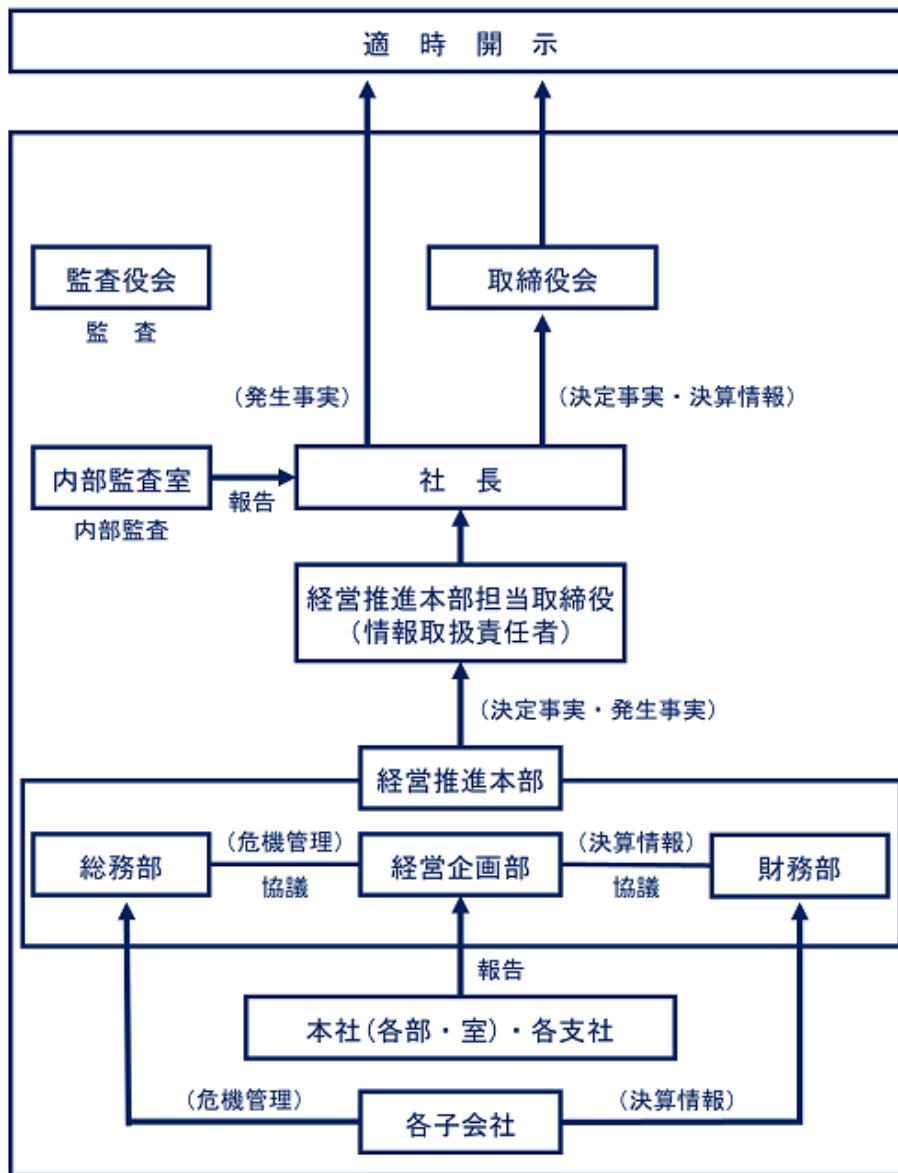 適 時 開 示
監査役会
監 査
取締役会
(発生事実)
(決定事実・決算情報)
内部監査室
内部監査
報告
社 長
経営推進本部担当取締役
(情報取扱責任者)
(決定事実・発生事実)
経営推進本部
総務部
(危機管理)
協議
経営企画部
(決算情報)
協議
財務部
報告
本社(各部・室)・各支社
(危機管理)
各子会社
(決算情報)